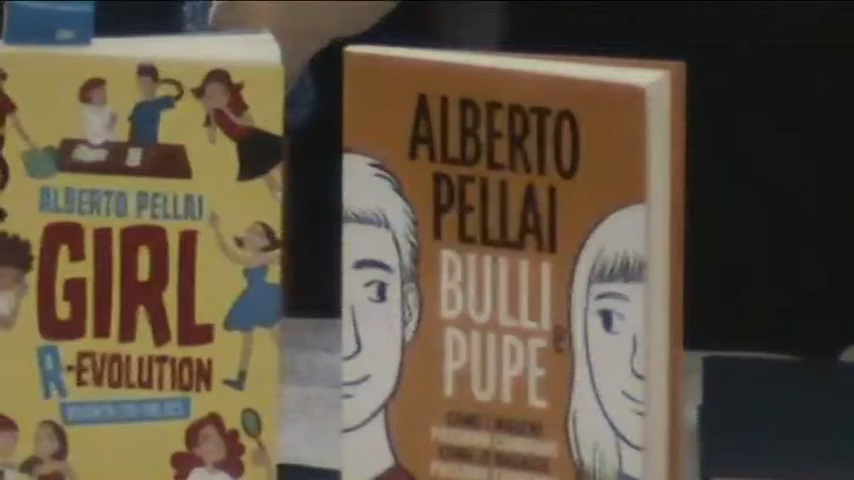 ALBERTO PELLAI
GIRL
R-EVOLUTION
ALBERTO
PELLAI
BULLI e
PUPE